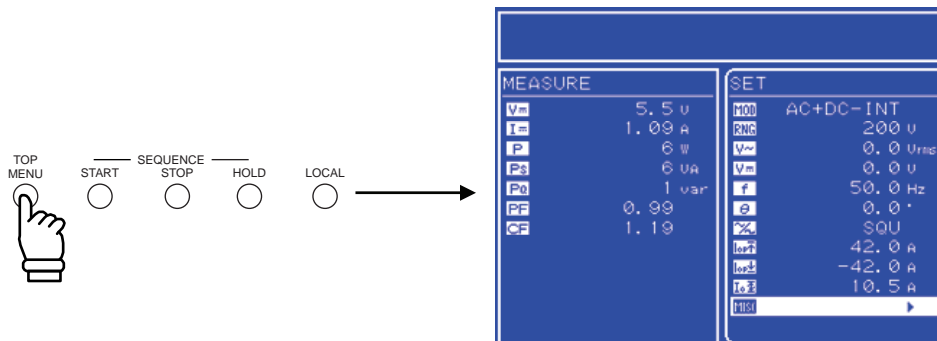 TOP
MENU
SEQUENCE
START
STOP
HOLD
LOCAL
MEASURE
V= 5.5 V
I= 1.09 A
P 6 W
PS 6 VA
PQ 1 var
PF 0.99
CF 1.19
SET
MOD AC+DC-INT
RNG 200 V
V~ 0.0 Vrms
V= 0.0 V
f 50.0 Hz
θ 0.0 °
SQU
42.0 A
-42.0 A
10.5 A
MISC